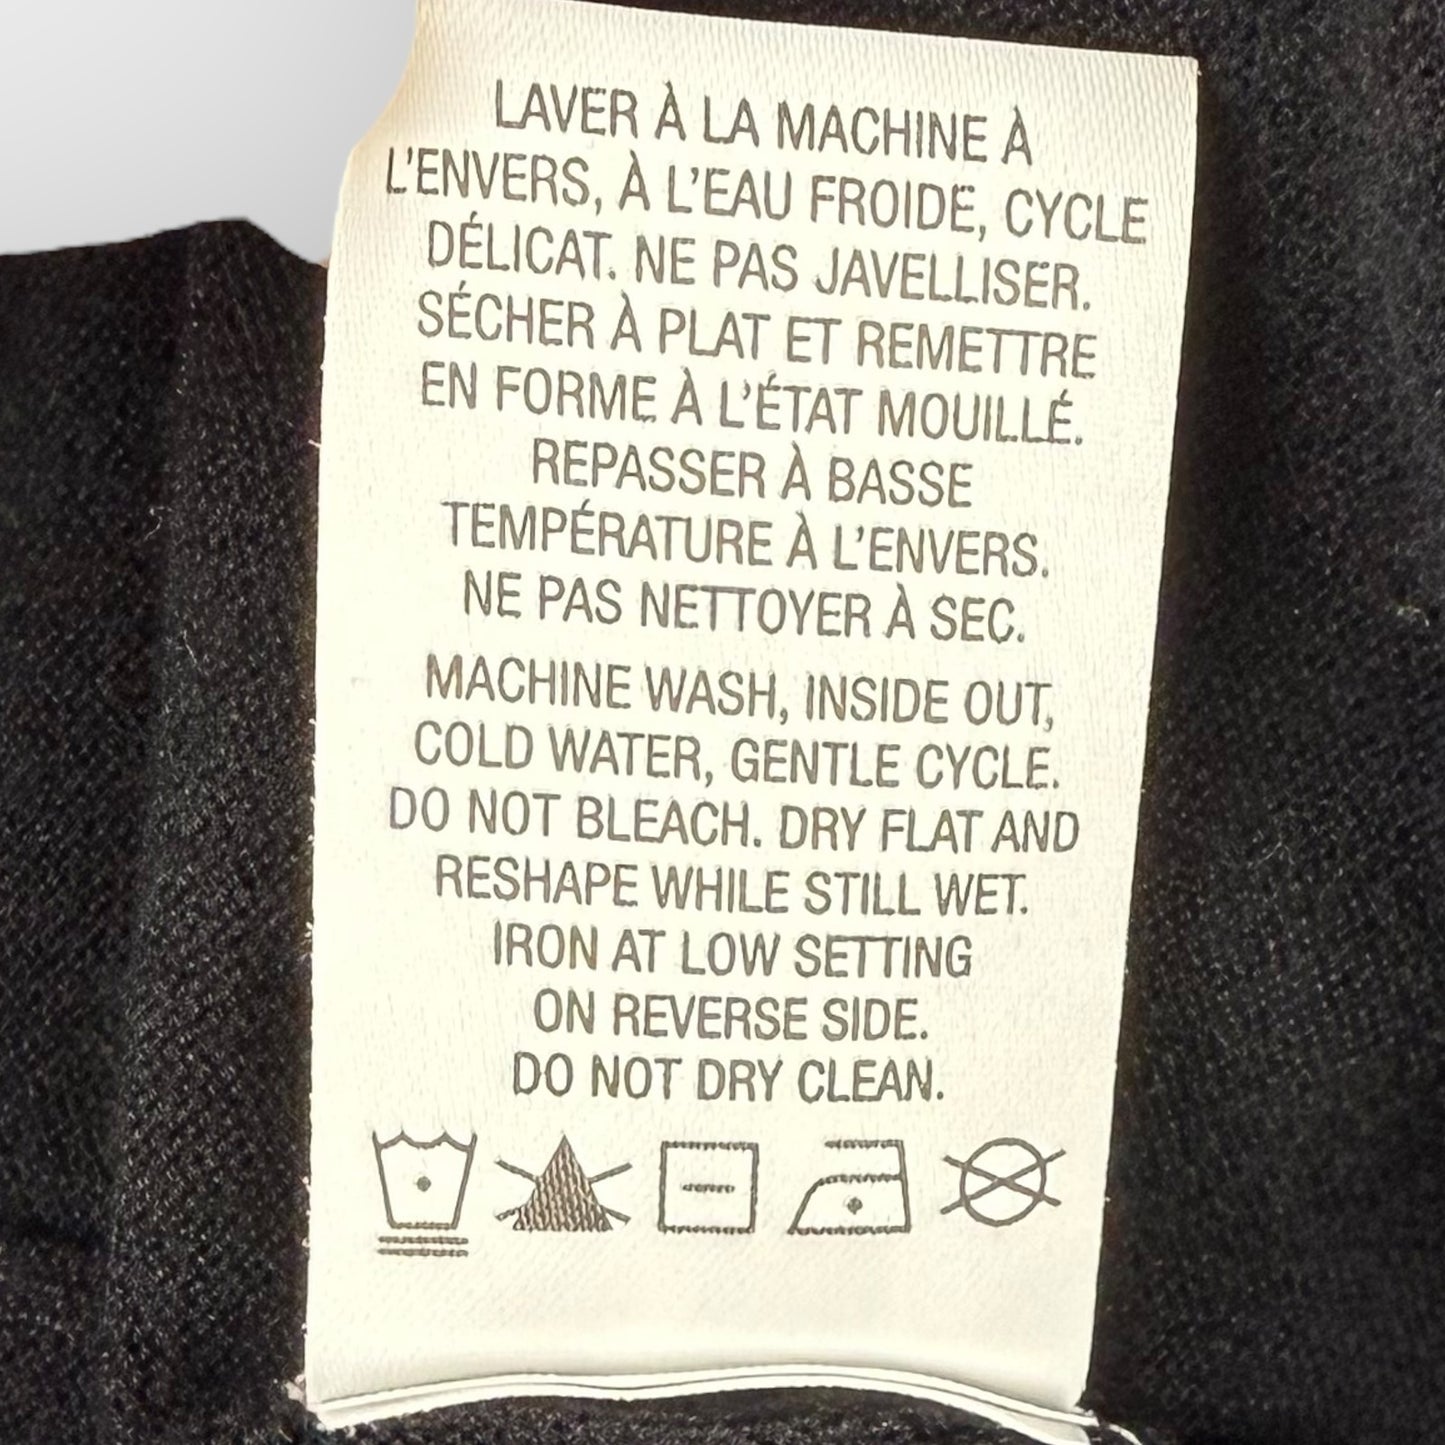 LAVER À LA MACHINE À
L'ENVERS, À L'EAU FROIDE, CYCLE
DÉLICAT. NE PAS JAVELLISER.
SÉCHER À PLAT ET REMETTRE
EN FORME À L'ÉTAT MOUILLÉ.
REPASSER À BASSE
TEMPÉRATURE À L'ENVERS.
NE PAS NETTOYER À SEC.
MACHINE WASH, INSIDE OUT,
COLD WATER, GENTLE CYCLE.
DO NOT BLEACH. DRY FLAT AND
RESHAPE WHILE STILL WET.
IRON AT LOW SETTING
ON REVERSE SIDE.
DO NOT DRY CLEAN.